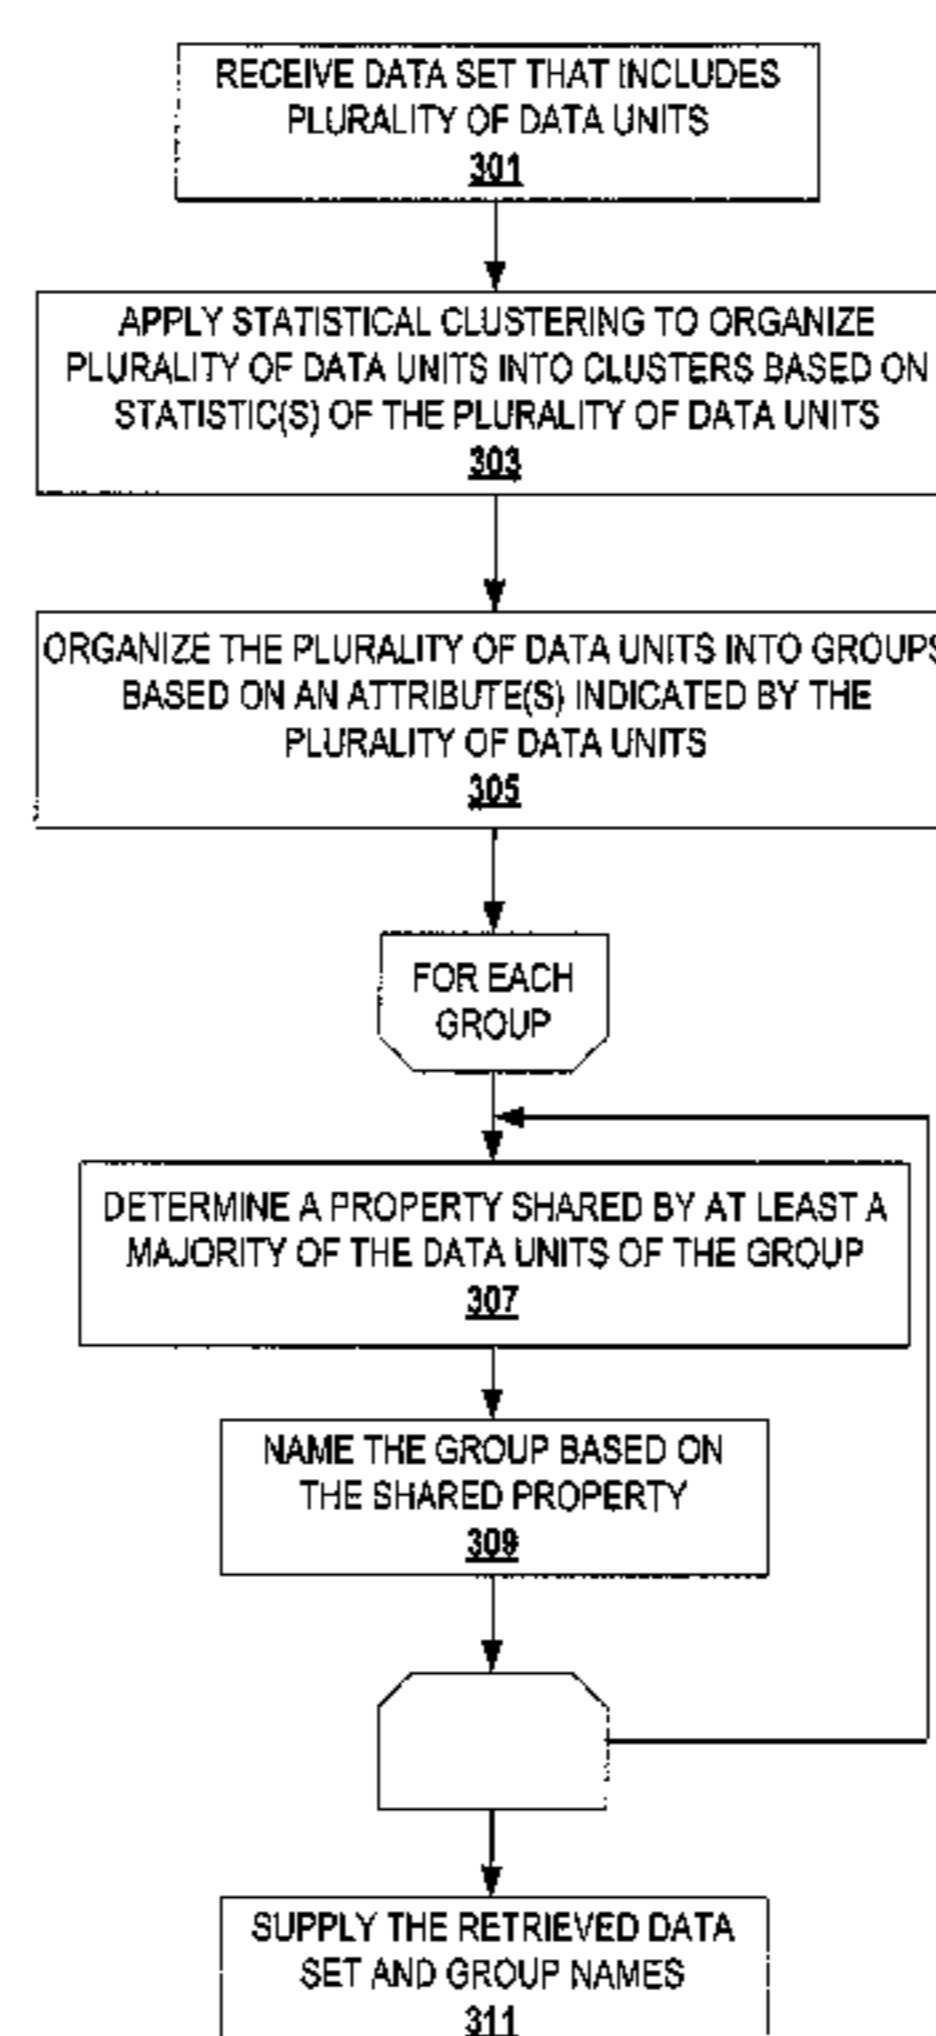 RECEIVE DATA SET THAT INCLUDES
PLURALITY OF DATA UNITS
301
APPLY STATISTICAL CLUSTERING TO ORGANIZE
PLURALITY OF DATA UNITS INTO CLUSTERS BASED ON
STATISTIC(S) OF THE PLURALITY OF DATA UNITS
303
ORGANIZE THE PLURALITY OF DATA UNITS INTO GROUPS
BASED ON AN ATTRIBUTE(S) INDICATED BY THE
PLURALITY OF DATA UNITS
305
FOR EACH
GROUP
DETERMINE A PROPERTY SHARED BY AT LEAST A
MAJORITY OF THE DATA UNITS OF THE GROUP
307
NAME THE GROUP BASED ON
THE SHARED PROPERTY
309
SUPPLY THE RETRIEVED DATA
SET AND GROUP NAMES
311